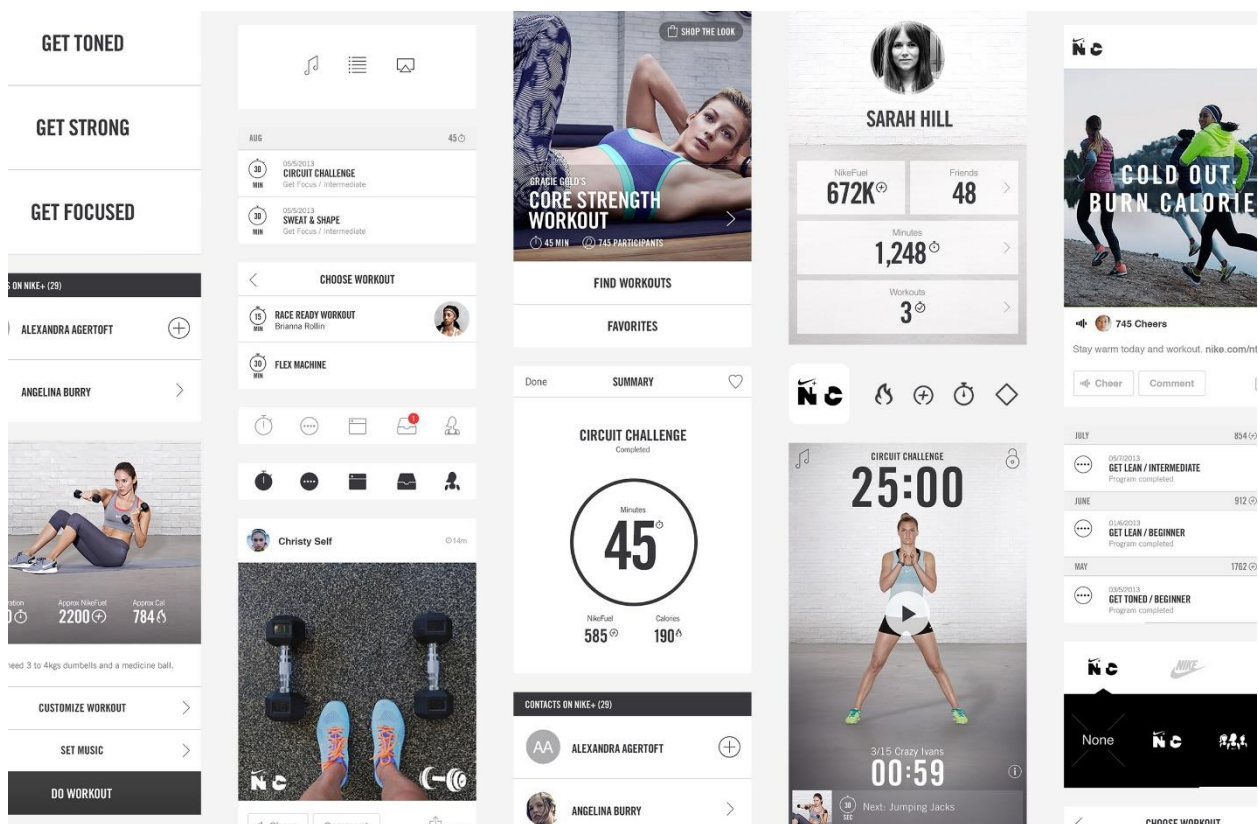 GET TONED
GET STRONG
GET FOCUSED
S ON NIKE+ (29)
ALEXANDRA AGERTOFT
ANGELINA BURRY
ration
Approx NikeFuel
Approx Cal
2200
784
need 3 to 4kgs dumbells and a medicine ball.
CUSTOMIZE WORKOUT
SET MUSIC
DO WORKOUT
AUG
45
30 MIN
05/5/2013
CIRCUIT CHALLENGE
Get Focus / Intermediate
30 MIN
05/5/2013
SWEAT & SHAPE
Get Focus / Intermediate
CHOOSE WORKOUT
15 MIN
RACE READY WORKOUT
Brianna Rollin
30 MIN
FLEX MACHINE
1
Christy Self
14m
N C
SHOP THE LOOK
GRACIE GOLD'S
CORE STRENGTH
WORKOUT
45 MIN
745 PARTICIPANTS
FIND WORKOUTS
FAVORITES
Done
SUMMARY
CIRCUIT CHALLENGE
Completed
Minutes
45
NikeFuel
Calories
585
190
CONTACTS ON NIKE+ (29)
AA
ALEXANDRA AGERTOFT
ANGELINA BURRY
SARAH HILL
NikeFuel
672K
Friends
48
Minutes
1,248
Workouts
3
N C
CIRCUIT CHALLENGE
25:00
3/15 Crazy Ivans
00:59
30 SEC
Next: Jumping Jacks
N C
COLD OUT.
BURN CALORIE
745 Cheers
Stay warm today and workout. nike.com/nt
Cheer
Comment
JULY
854
05/7/2013
GET LEAN / INTERMEDIATE
Program completed
JUNE
912
01/6/2013
GET LEAN / BEGINNER
Program completed
MAY
1762
03/5/2013
GET TONED / BEGINNER
Program completed
N C
NIKE
None
N C
CHOOSE WORKOUT